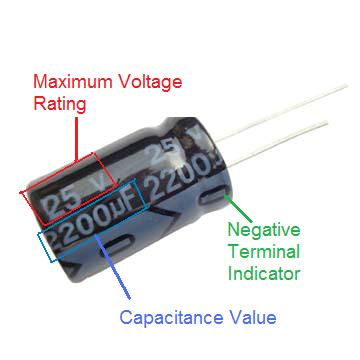 Maximum Voltage
Rating
25 V
25 V
2200µF
2200
Negative
Terminal
Indicator
Capacitance Value